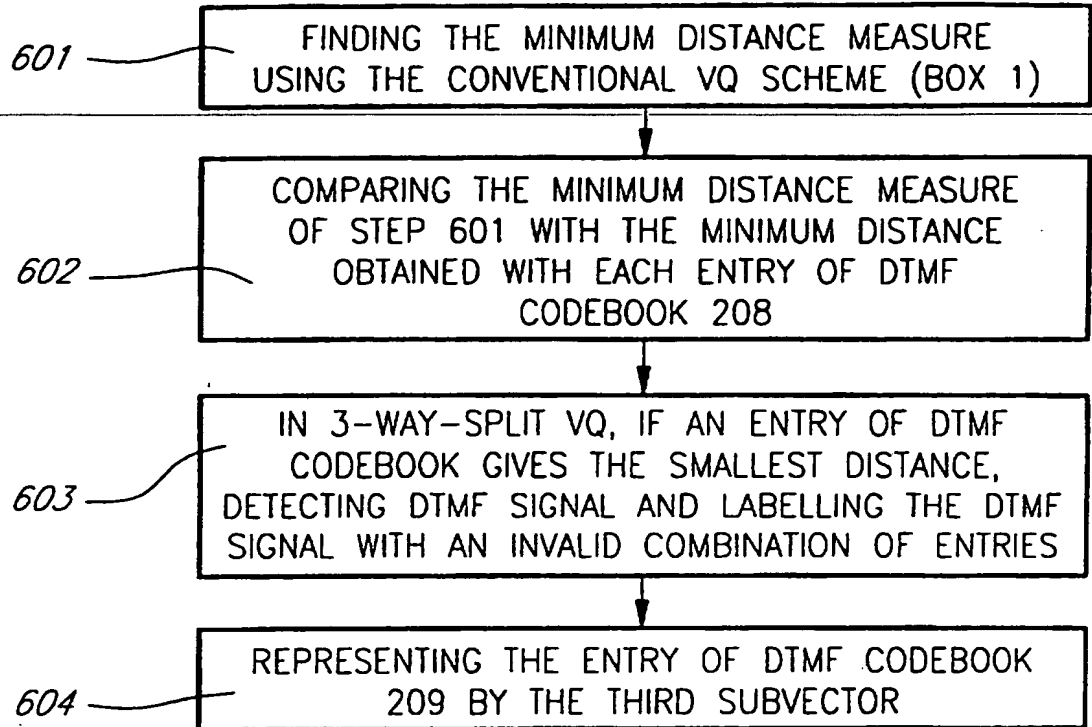 601
FINDING THE MINIMUM DISTANCE MEASURE
USING THE CONVENTIONAL VQ SCHEME (BOX 1)
602
COMPARING THE MINIMUM DISTANCE MEASURE
OF STEP 601 WITH THE MINIMUM DISTANCE
OBTAINED WITH EACH ENTRY OF DTMF
CODEBOOK 208
603
IN 3-WAY-SPLIT VQ, IF AN ENTRY OF DTMF
CODEBOOK GIVES THE SMALLEST DISTANCE,
DETECTING DTMF SIGNAL AND LABELLING THE DTMF
SIGNAL WITH AN INVALID COMBINATION OF ENTRIES
604
REPRESENTING THE ENTRY OF DTMF CODEBOOK
209 BY THE THIRD SUBVECTOR